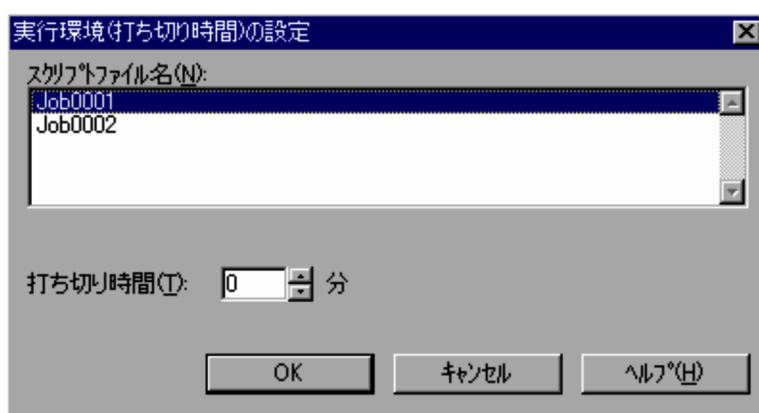 実行環境(打ち切り時間)の設定
ｽｸﾘﾌﾟﾄﾌｧｲﾙ名(N):
Job0001
Job0002
打ち切り時間(T): 0 分
OK ｷｬﾝｾﾙ ﾍﾙﾌﾟ(H)